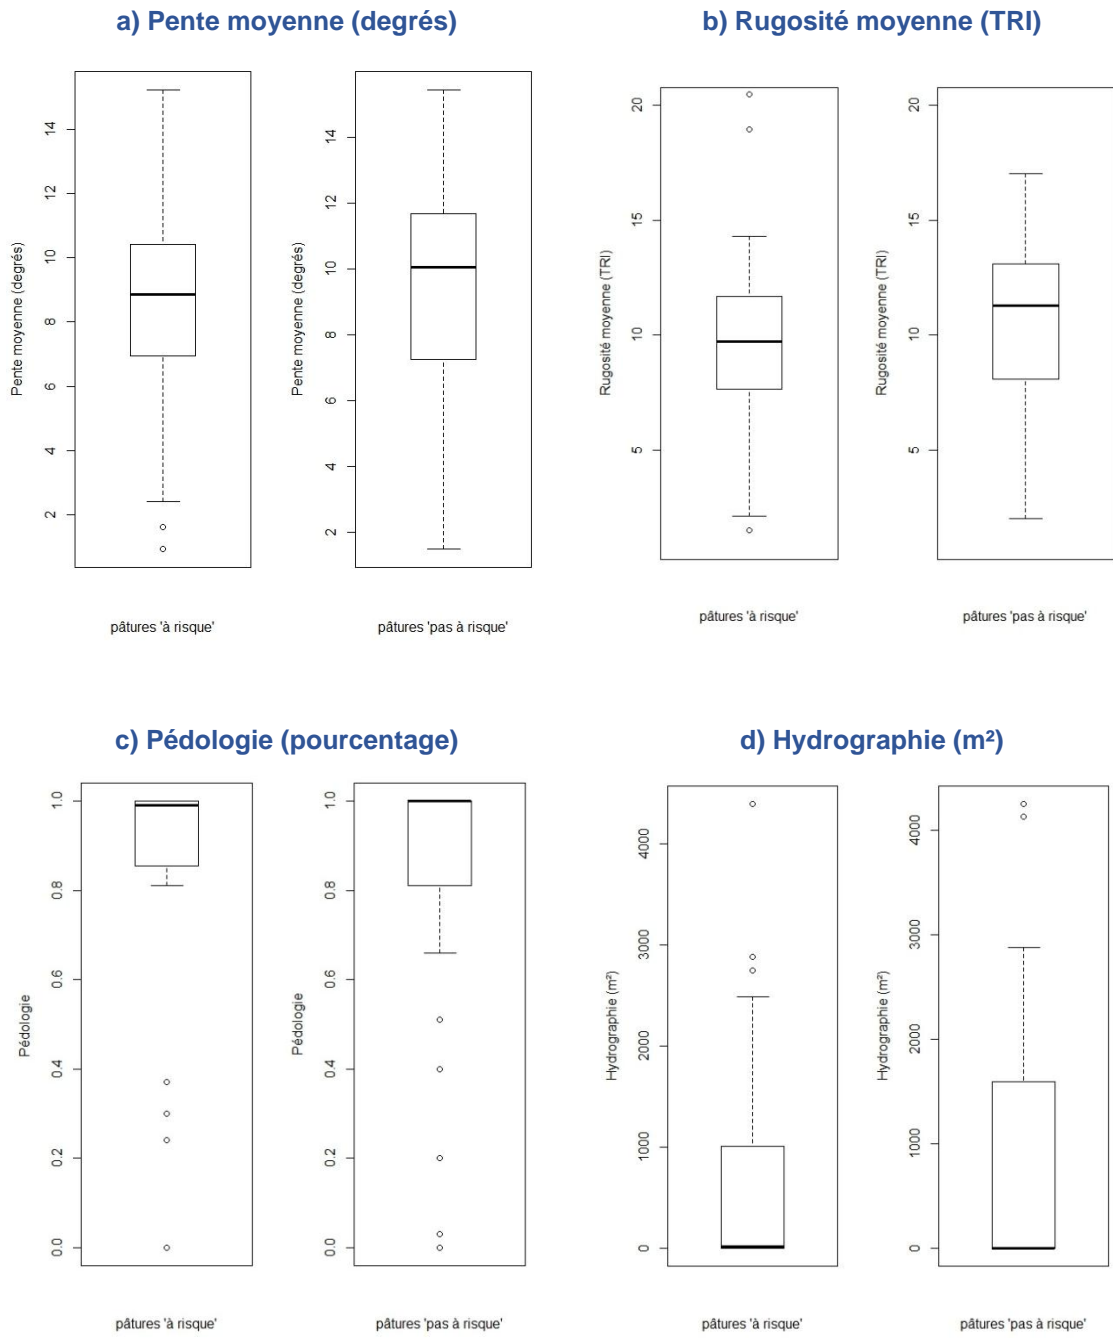 a) Pente moyenne (degrés)
b) Rugosité moyenne (TRI)
Pente moyenne (degrés)
14
12
10
8
6
4
2
pâtures 'à risque'
Pente moyenne (degrés)
14
12
10
8
6
4
2
pâtures 'pas à risque'
Rugosité moyenne (TRI)
20
15
10
5
pâtures 'à risque'
Rugosité moyenne (TRI)
20
15
10
5
pâtures 'pas à risque'
c) Pédologie (pourcentage)
d) Hydrographie (m²)
Pédologie
1.0
0.8
0.6
0.4
0.2
0.0
pâtures 'à risque'
Pédologie
1.0
0.8
0.6
0.4
0.2
0.0
pâtures 'pas à risque'
Hydrographie (m²)
4000
3000
2000
1000
0
pâtures 'à risque'
Hydrographie (m²)
4000
3000
2000
1000
0
pâtures 'pas à risque'